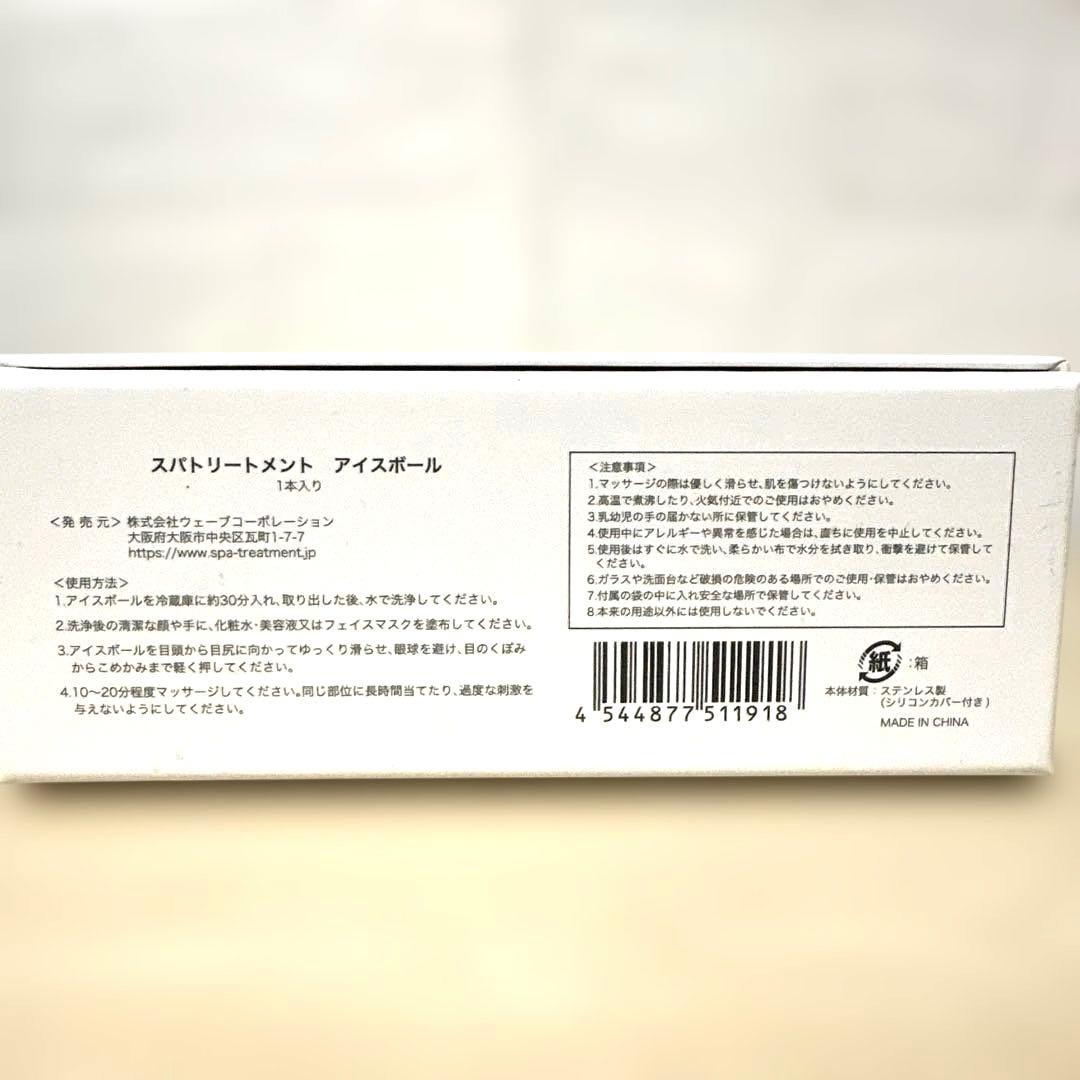 スパトリートメント　アイスボール
1本入り
＜発 売 元＞ 株式会社ウェーブコーポレーション
大阪府大阪市中央区瓦町1-7-7
https://www.spa-treatment.jp
＜使用方法＞
1.アイスボールを冷蔵庫に約30分入れ、取り出した後、水で洗浄してください。
2.洗浄後の清潔な顔や手に、化粧水・美容液又はフェイスマスクを塗布してください。
3.アイスボールを目頭から目尻に向かってゆっくり滑らせ、眼球を避け、目のくぼみ
からこめかみまで軽く押してください。
4.10〜20分程度マッサージしてください。同じ部位に長時間当てたり、過度な刺激を
与えないようにしてください。
＜注意事項＞
1.マッサージの際は優しく滑らせ、肌を傷つけないようにしてください。
2.高温で煮沸したり、火気付近でのご使用はおやめください。
3.乳幼児の手の届かない所に保管してください。
4.使用中にアレルギーや異常を感じた場合は、直ちに使用を中止してください。
5.使用後はすぐに水で洗い、柔らかい布で水分を拭き取り、衝撃を避けて保管して
ください。
6.ガラスや洗面台など破損の危険のある場所でのご使用・保管はおやめください。
7.付属の袋の中に入れ安全な場所で保管してください。
8.本来の用途以外には使用しないでください。
4 544877 511918
紙 :箱
本体材質：ステンレス製
(シリコンカバー付き)
MADE IN CHINA